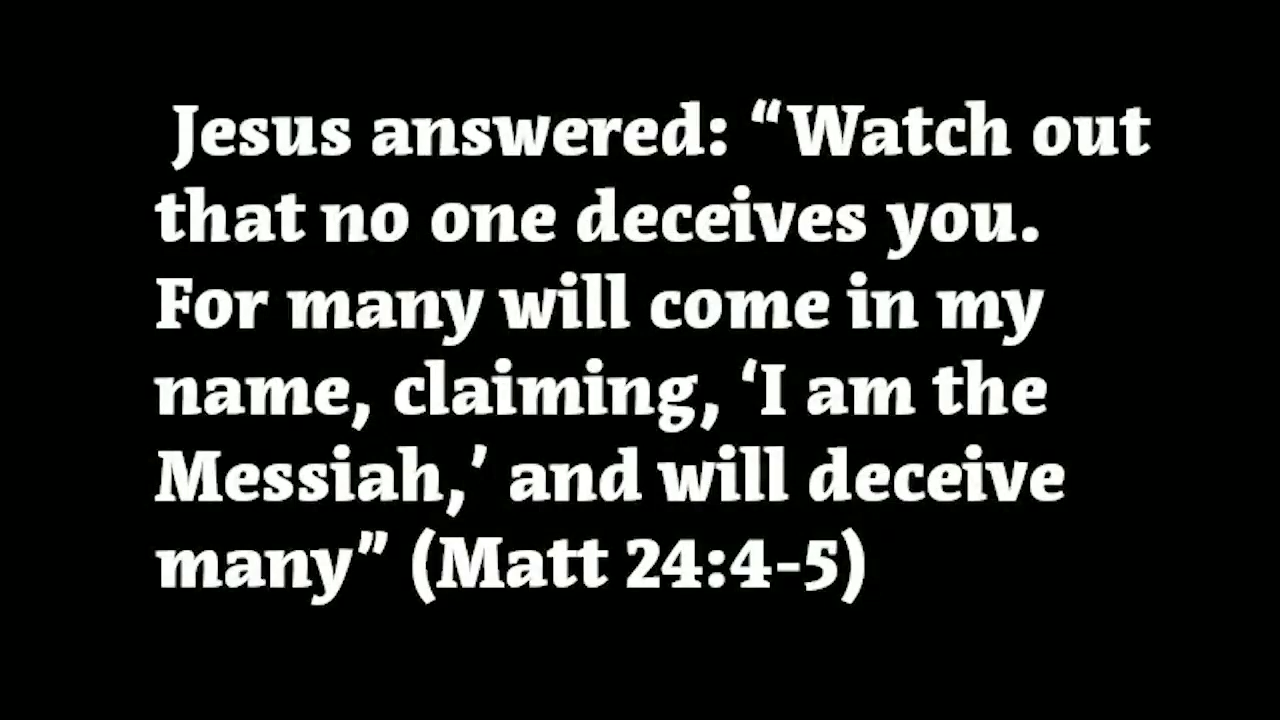 Jesus answered: “Watch out
that no one deceives you.
For many will come in my
name, claiming, ‘I am the
Messiah,’ and will deceive
many” (Matt 24:4-5)